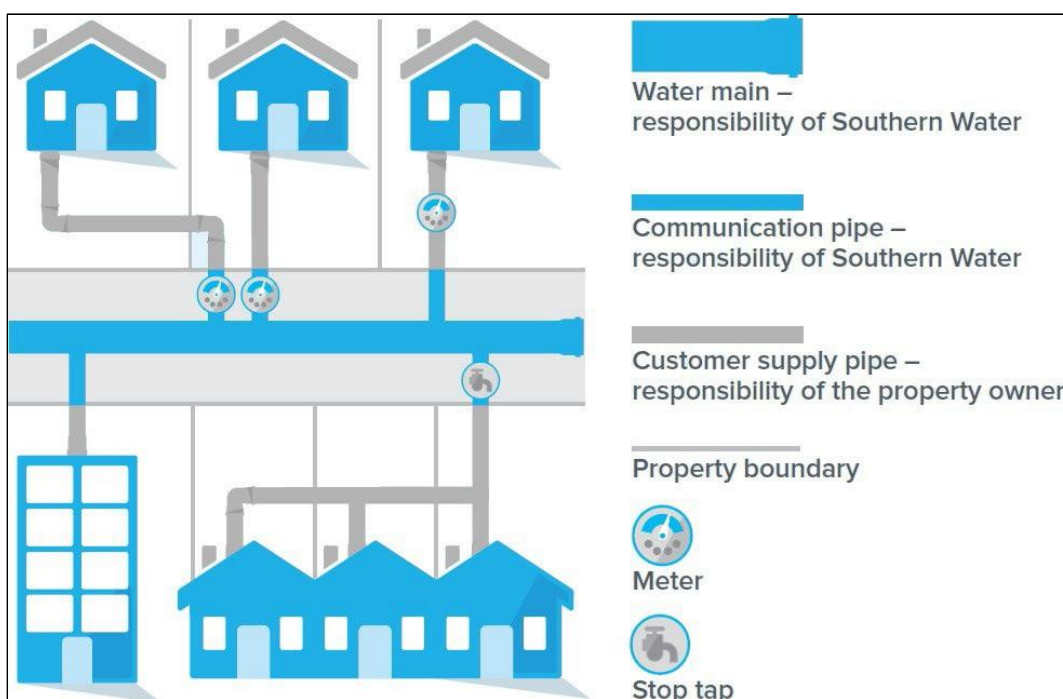 Water main –
responsibility of Southern Water
Communication pipe –
responsibility of Southern Water
Customer supply pipe –
responsibility of the property owner
Property boundary
Meter
Stop tap